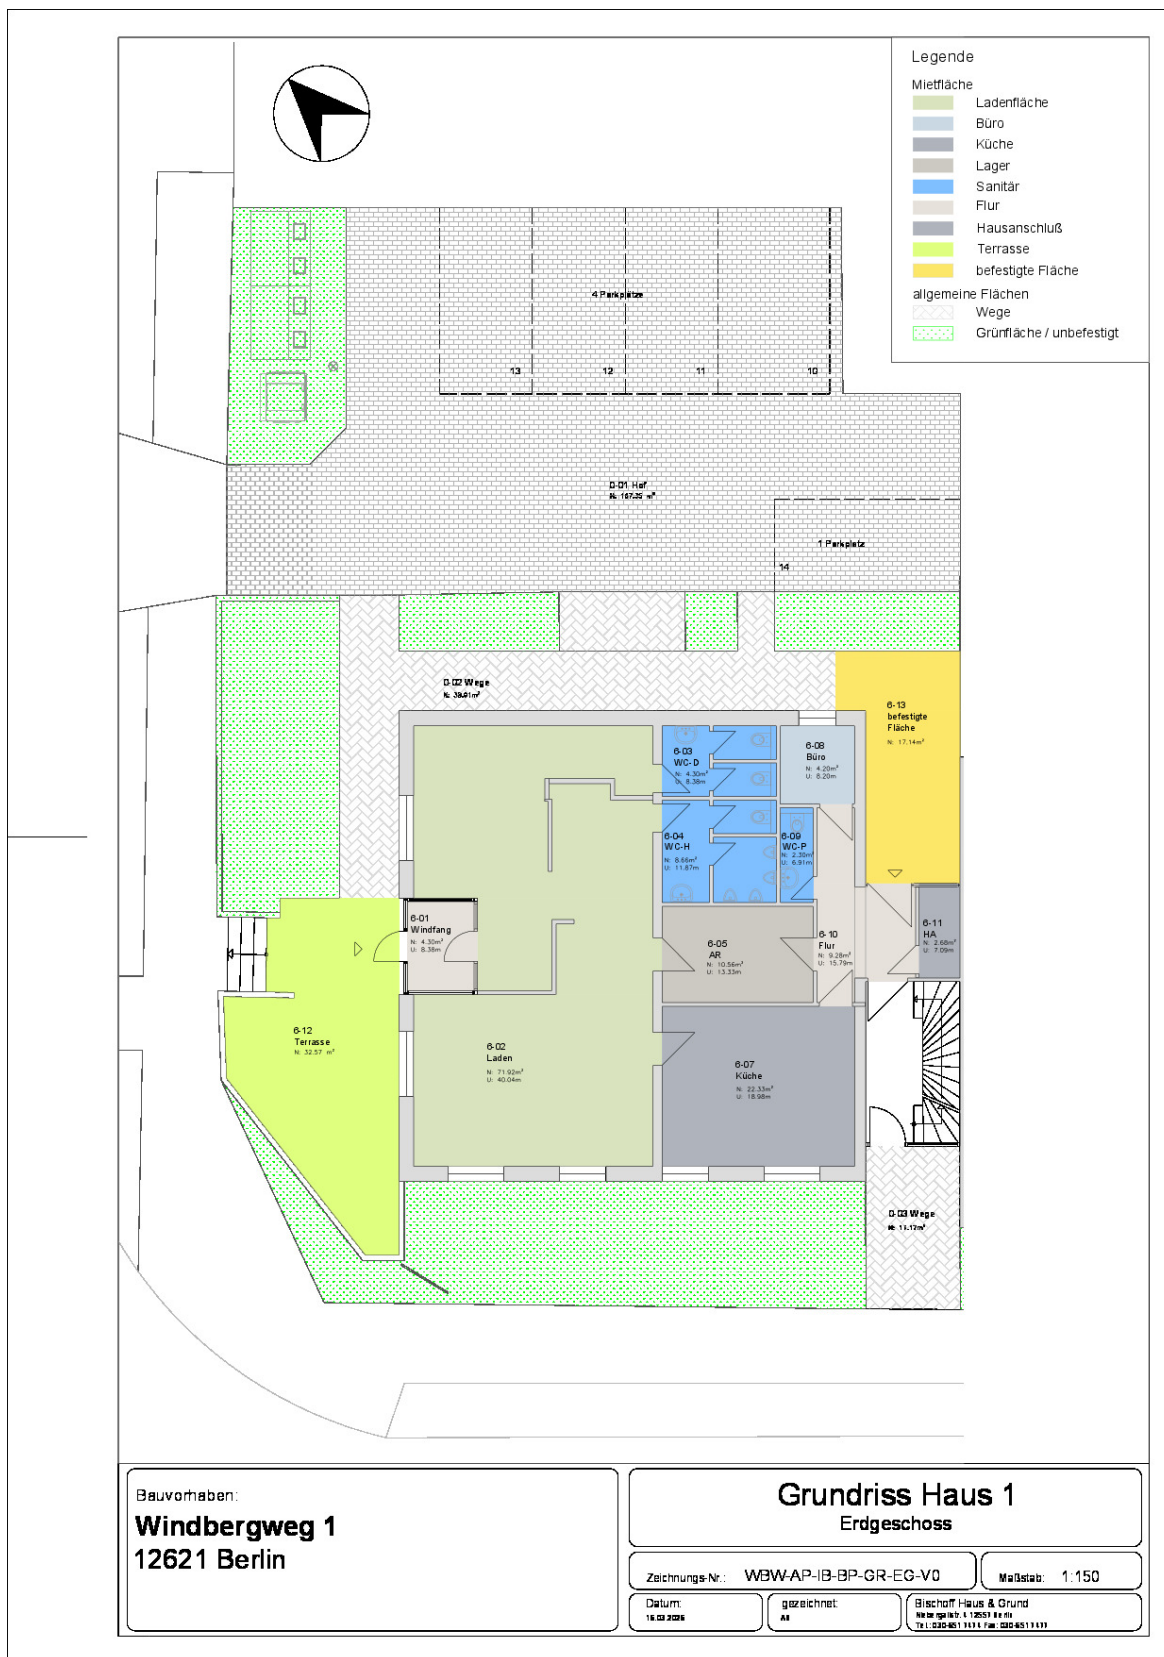 Legende
Mietfläche
Ladenfläche
Büro
Küche
Lager
Sanitär
Flur
Hausanschluß
Terrasse
befestigte Fläche
allgemeine Flächen
Wege
Grünfläche / unbefestigt
4 Parkplätze
13
12
11
10
0-01 Hof
N: 167.35 m²
1 Parkplatz
14
0-02 Wege
N: 39.91m²
6-13
befestigte
Fläche
N: 17.14m²
6-03
WC-D
N: 4.30m²
U: 8.38m
6-08
Büro
N: 4.20m²
U: 8.20m
6-04
WC-H
N: 8.66m²
U: 11.87m
6-09
WC-P
N: 2.30m²
U: 6.91m
6-01
Windfang
N: 4.30m²
U: 8.38m
6-05
AR
N: 10.56m²
U: 13.33m
6-10
Flur
N: 9.28m²
U: 15.79m
6-11
HA
N: 2.68m²
U: 7.09m
6-12
Terrasse
N: 32.57 m²
6-02
Laden
N: 71.92m²
U: 40.04m
6-07
Küche
N: 22.33m²
U: 18.98m
0-03 Wege
Bauvorhaben:
Windbergweg 1
12621 Berlin
Grundriss Haus 1
Erdgeschoss
Zeichnungs-Nr.: WBW-AP-IB-BP-GR-EG-V0
Maßstab: 1:150
Datum:
gezeichnet:
Bischoff Haus & Grund